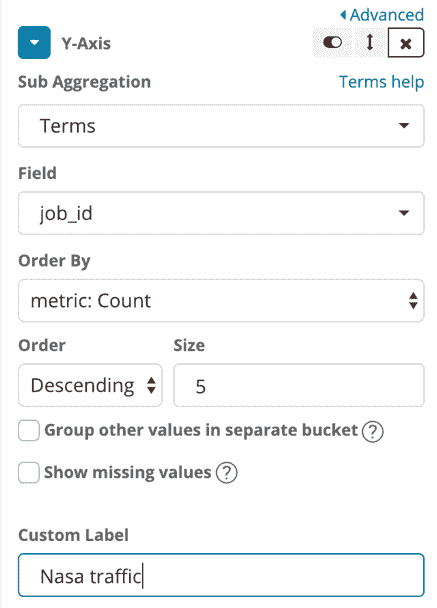 Advanced
Y-Axis
Sub Aggregation Terms help
Terms
Field
job_id
Order By
metric: Count
Order Size
Descending 5
Group other values in separate bucket ?
Show missing values ?
Custom Label
Nasa traffic